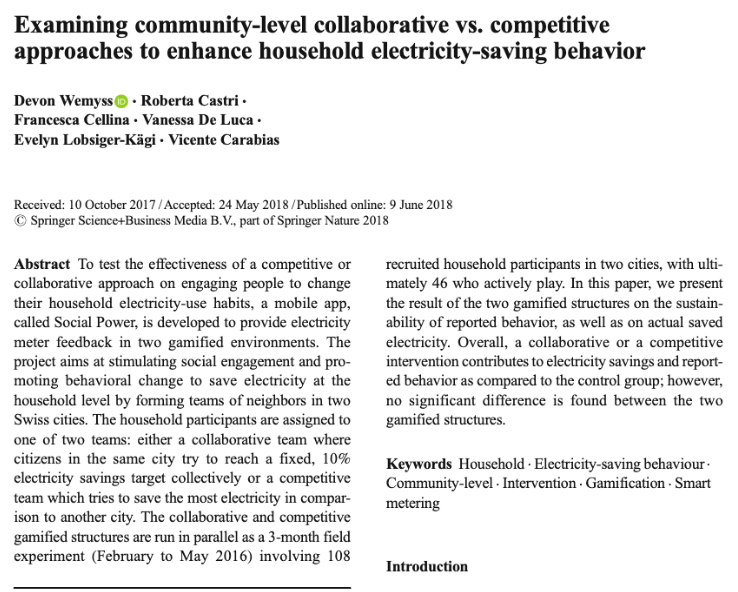 Examining community-level collaborative vs. competitive
approaches to enhance household electricity-saving behavior
Devon Wemyss iD · Roberta Castri ·
Francesca Cellina · Vanessa De Luca ·
Evelyn Lobsiger-Kägi · Vicente Carabias
Received: 10 October 2017 / Accepted: 24 May 2018 / Published online: 9 June 2018
© Springer Science+Business Media B.V., part of Springer Nature 2018
Abstract To test the effectiveness of a competitive or
collaborative approach on engaging people to change
their household electricity-use habits, a mobile app,
called Social Power, is developed to provide electricity
meter feedback in two gamified environments. The
project aims at stimulating social engagement and pro-
moting behavioral change to save electricity at the
household level by forming teams of neighbors in two
Swiss cities. The household participants are assigned to
one of two teams: either a collaborative team where
citizens in the same city try to reach a fixed, 10%
electricity savings target collectively or a competitive
team which tries to save the most electricity in compar-
ison to another city. The collaborative and competitive
gamified structures are run in parallel as a 3-month field
experiment (February to May 2016) involving 108
recruited household participants in two cities, with ulti-
mately 46 who actively play. In this paper, we present
the result of the two gamified structures on the sustain-
ability of reported behavior, as well as on actual saved
electricity. Overall, a collaborative or a competitive
intervention contributes to electricity savings and report-
ed behavior as compared to the control group; however,
no significant difference is found between the two
gamified structures.
Keywords Household · Electricity-saving behaviour ·
Community-level · Intervention · Gamification · Smart
metering
Introduction